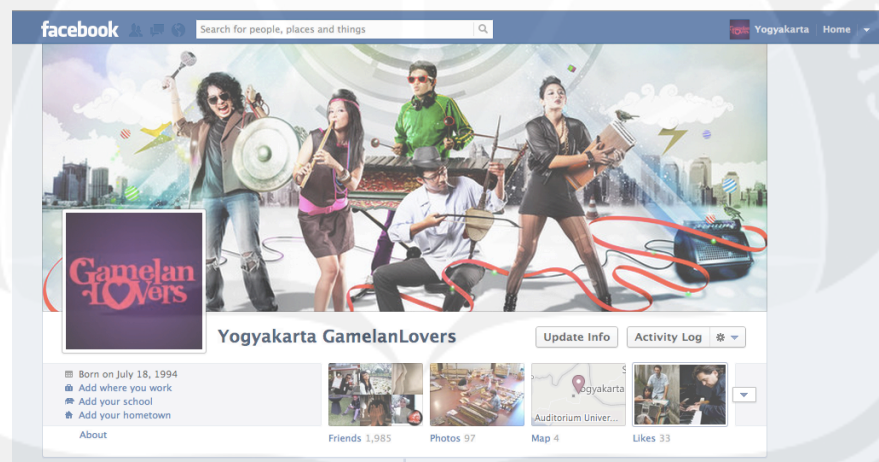 facebook
Search for people, places and things
Yogyakarta
Home
Gamelan
Lovers
Yogyakarta GamelanLovers
Update Info
Activity Log
Born on July 18, 1994
Add where you work
Add your school
Add your hometown
About
Yogyakarta
Auditorium Univer...
Friends 1,985
Photos 97
Map 4
Likes 33